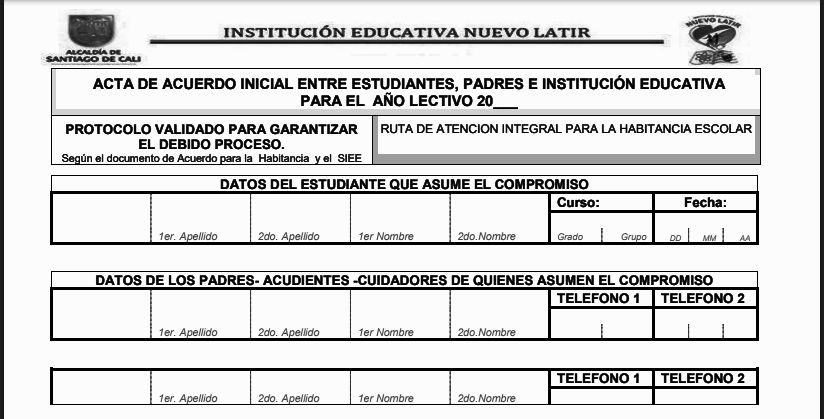 INSTITUCIÓN EDUCATIVA NUEVO LATIR
ALCALDÍA DE
SANTIAGO DE CALI
NUEVO LATIR
ACTA DE ACUERDO INICIAL ENTRE ESTUDIANTES, PADRES E INSTITUCIÓN EDUCATIVA
PARA EL AÑO LECTIVO 20___
PROTOCOLO VALIDADO PARA GARANTIZAR
EL DEBIDO PROCESO.
Según el documento de Acuerdo para la Habitancia y el SIEE
RUTA DE ATENCION INTEGRAL PARA LA HABITANCIA ESCOLAR
DATOS DEL ESTUDIANTE QUE ASUME EL COMPROMISO
Curso: Fecha:
1er. Apellido 2do. Apellido 1er Nombre 2do.Nombre Grado Grupo DD MM AA
DATOS DE LOS PADRES- ACUDIENTES -CUIDADORES DE QUIENES ASUMEN EL COMPROMISO
TELEFONO 1 TELEFONO 2
1er. Apellido 2do. Apellido 1er Nombre 2do.Nombre
TELEFONO 1 TELEFONO 2
1er. Apellido 2do. Apellido 1er Nombre 2do.Nombre